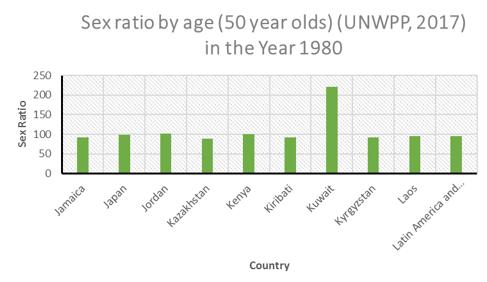 Sex ratio by age (50 year olds) (UNWPP, 2017)
in the Year 1980
250
200
150
100
50
0
Sex Ratio
Jamaica
Japan
Jordan
Kazakhstan
Kenya
Kiribati
Kuwait
Kyrgyzstan
Laos
Latin America and...
Country